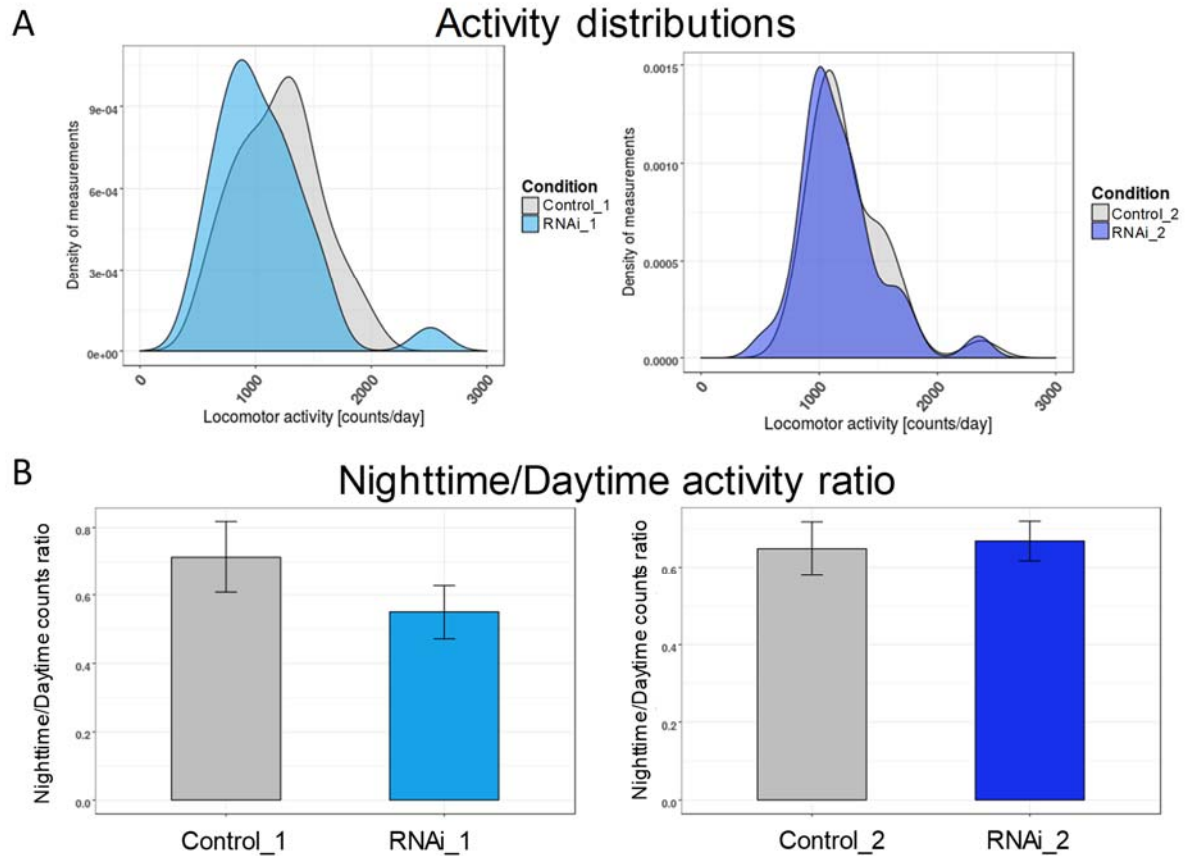 A
Activity distributions
Density of measurements
9e-04
6e-04
3e-04
0e+00
0
1000
2000
3000
Locomotor activity [counts/day]
Condition
Control_1
RNAi_1
Density of measurements
0.0015
0.0010
0.0005
0.0000
0
1000
2000
3000
Locomotor activity [counts/day]
Condition
Control_2
RNAi_2
B
Nighttime/Daytime activity ratio
Nighttime/Daytime counts ratio
0.8
0.6
0.4
0.2
0.0
Control_1
RNAi_1
Nighttime/Daytime counts ratio
0.6
0.4
0.2
0.0
Control_2
RNAi_2